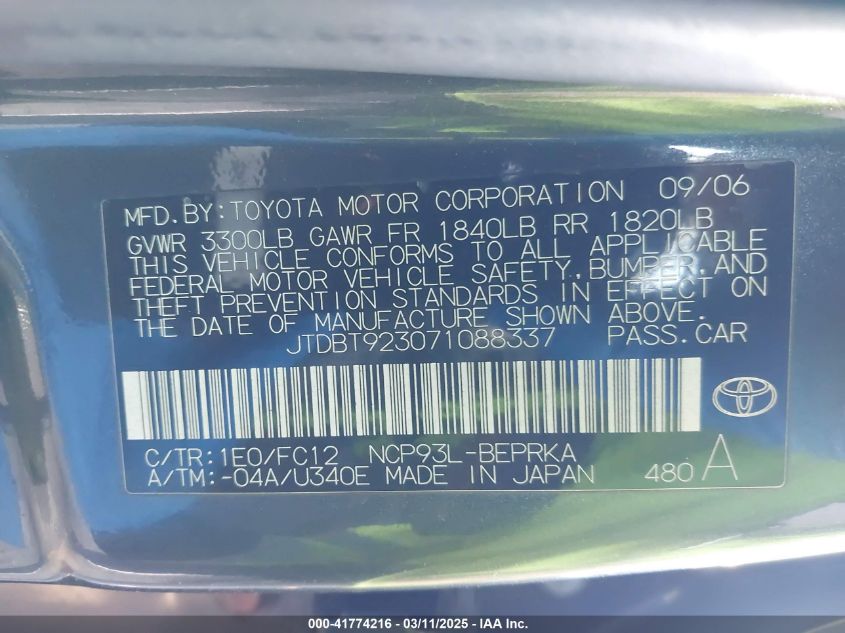 MFD.BY:TOYOTA MOTOR CORPORATION 09/06
GVWR 3300LB GAWR FR 1840LB RR 1820LB
THIS VEHICLE CONFORMS TO ALL APPLICABLE
FEDERAL MOTOR VEHICLE SAFETY,BUMPER,AND
THEFT PREVENTION STANDARDS IN EFFECT ON
THE DATE OF MANUFACTURE SHOWN ABOVE.
JTDBT923071088337 PASS.CAR
C/TR:1E0/FC12 NCP93L-BEPRKA
A/TM:-04A/U340E MADE IN JAPAN 480 A
000-41774216 - 03/11/2025 - IAA Inc.